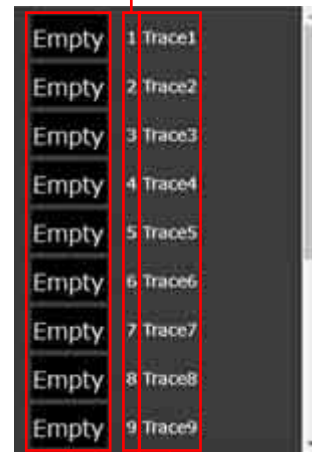 Empty 1 Trace1
Empty 2 Trace2
Empty 3 Trace3
Empty 4 Trace4
Empty 5 Trace5
Empty 6 Trace6
Empty 7 Trace7
Empty 8 Trace8
Empty 9 Trace9